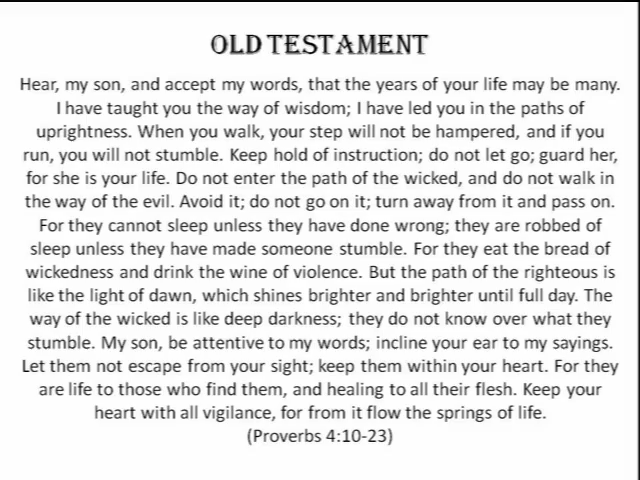 OLD TESTAMENT
Hear, my son, and accept my words, that the years of your life may be many.
I have taught you the way of wisdom; I have led you in the paths of
uprightness. When you walk, your step will not be hampered, and if you
run, you will not stumble. Keep hold of instruction; do not let go; guard her,
for she is your life. Do not enter the path of the wicked, and do not walk in
the way of the evil. Avoid it; do not go on it; turn away from it and pass on.
For they cannot sleep unless they have done wrong; they are robbed of
sleep unless they have made someone stumble. For they eat the bread of
wickedness and drink the wine of violence. But the path of the righteous is
like the light of dawn, which shines brighter and brighter until full day. The
way of the wicked is like deep darkness; they do not know over what they
stumble. My son, be attentive to my words; incline your ear to my sayings.
Let them not escape from your sight; keep them within your heart. For they
are life to those who find them, and healing to all their flesh. Keep your
heart with all vigilance, for from it flow the springs of life.
(Proverbs 4:10-23)